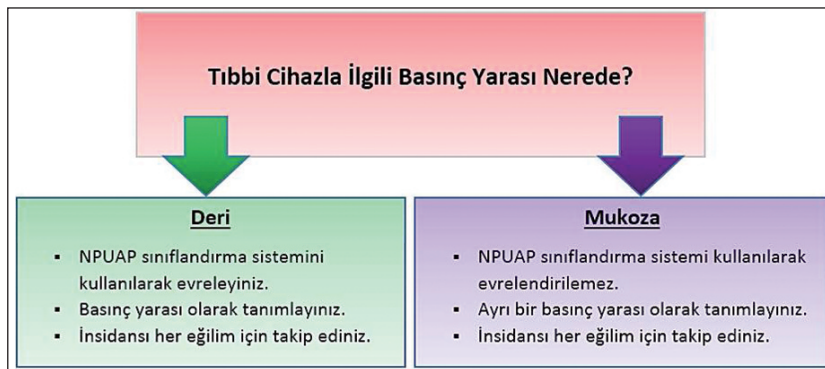 Tıbbi Cihazla İlgili Basınç Yarası Nerede?
Deri
▪ NPUAP sınıflandırma sistemini
kullanılarak evreleyiniz.
▪ Basınç yarası olarak tanımlayınız.
▪ İnsidansı her eğilim için takip ediniz.
Mukoza
▪ NPUAP sınıflandırma sistemi kullanılarak
evrelendirilemez.
▪ Ayrı bir basınç yarası olarak tanımlayınız.
▪ İnsidansı her eğilim için takip ediniz.